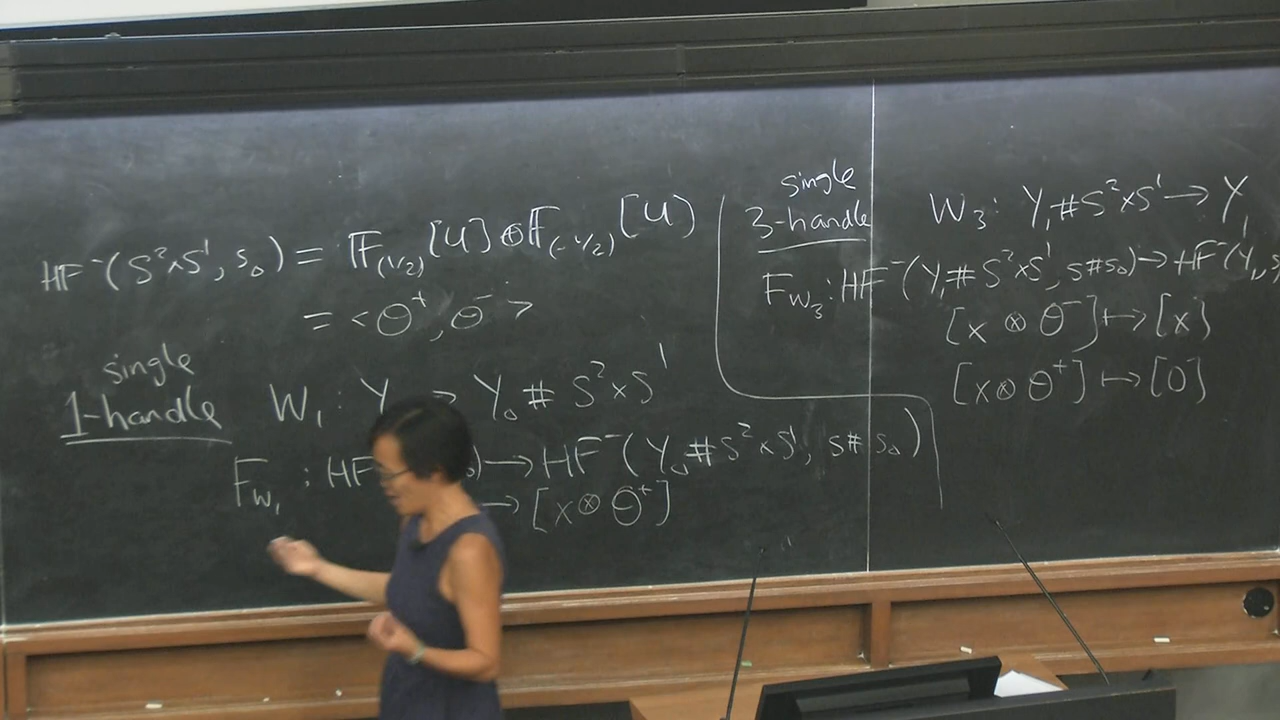 HF⁻(S²×S¹, s₀) = F₍₁/₂₎[U] ⊕ F₍₋₁/₂₎[U]
= <Θ⁺, Θ⁻>
single
1-handle W₁: Y → Y₀ # S²×S¹
F_W₁ : HF ) → HF⁻(Y₀ # S²×S¹, s#s₀)
→ [x ⊗ Θ⁺]
single
3-handle W₃: Y₁ # S²×S¹ → Y₁
F_W₃ : HF⁻(Y₁ # S²×S¹, s#s₀) → HF⁻(Y₁, s
[x ⊗ Θ⁻] ↦ [x]
[x ⊗ Θ⁺] ↦ [0]